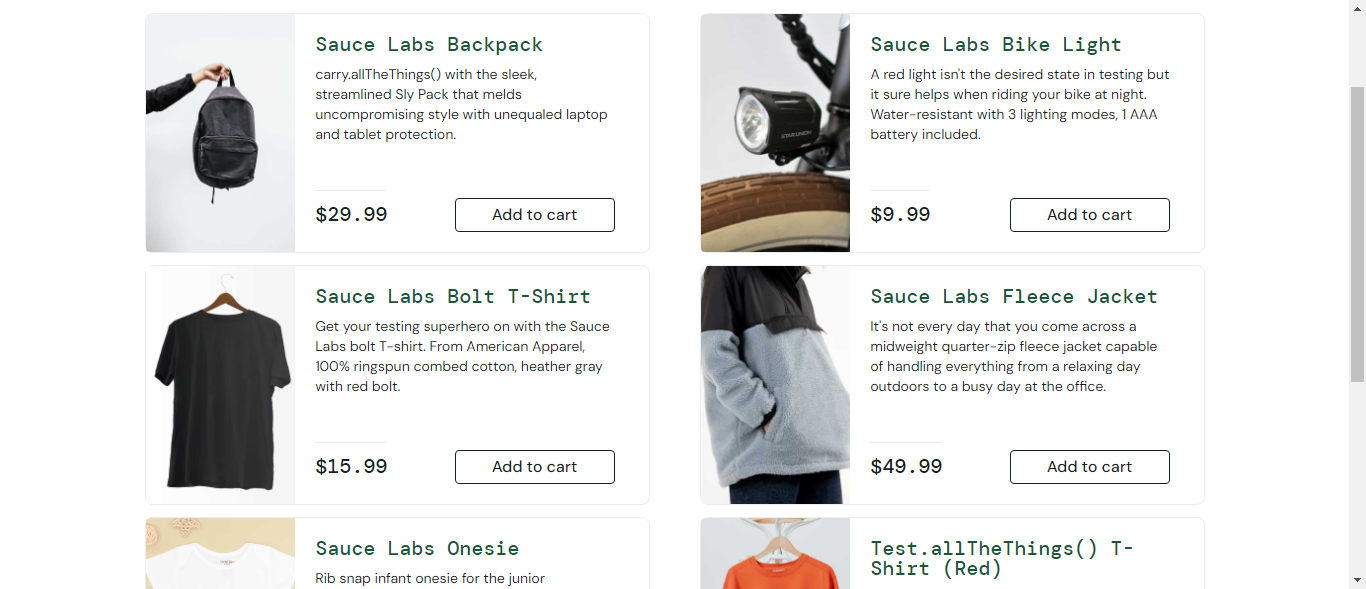 Sauce Labs Backpack
carry.allTheThings() with the sleek,
streamlined Sly Pack that melds
uncompromising style with unequaled laptop
and tablet protection.
$29.99
Add to cart
Sauce Labs Bike Light
A red light isn't the desired state in testing but
it sure helps when riding your bike at night.
Water-resistant with 3 lighting modes, 1 AAA
battery included.
$9.99
Add to cart
STAR UNION
Sauce Labs Bolt T-Shirt
Get your testing superhero on with the Sauce
Labs bolt T-shirt. From American Apparel,
100% ringspun combed cotton, heather gray
with red bolt.
$15.99
Add to cart
Sauce Labs Fleece Jacket
It's not every day that you come across a
midweight quarter-zip fleece jacket capable
of handling everything from a relaxing day
outdoors to a busy day at the office.
$49.99
Add to cart
Sauce Labs Onesie
Rib snap infant onesie for the junior
Test.allTheThings() T-
Shirt (Red)